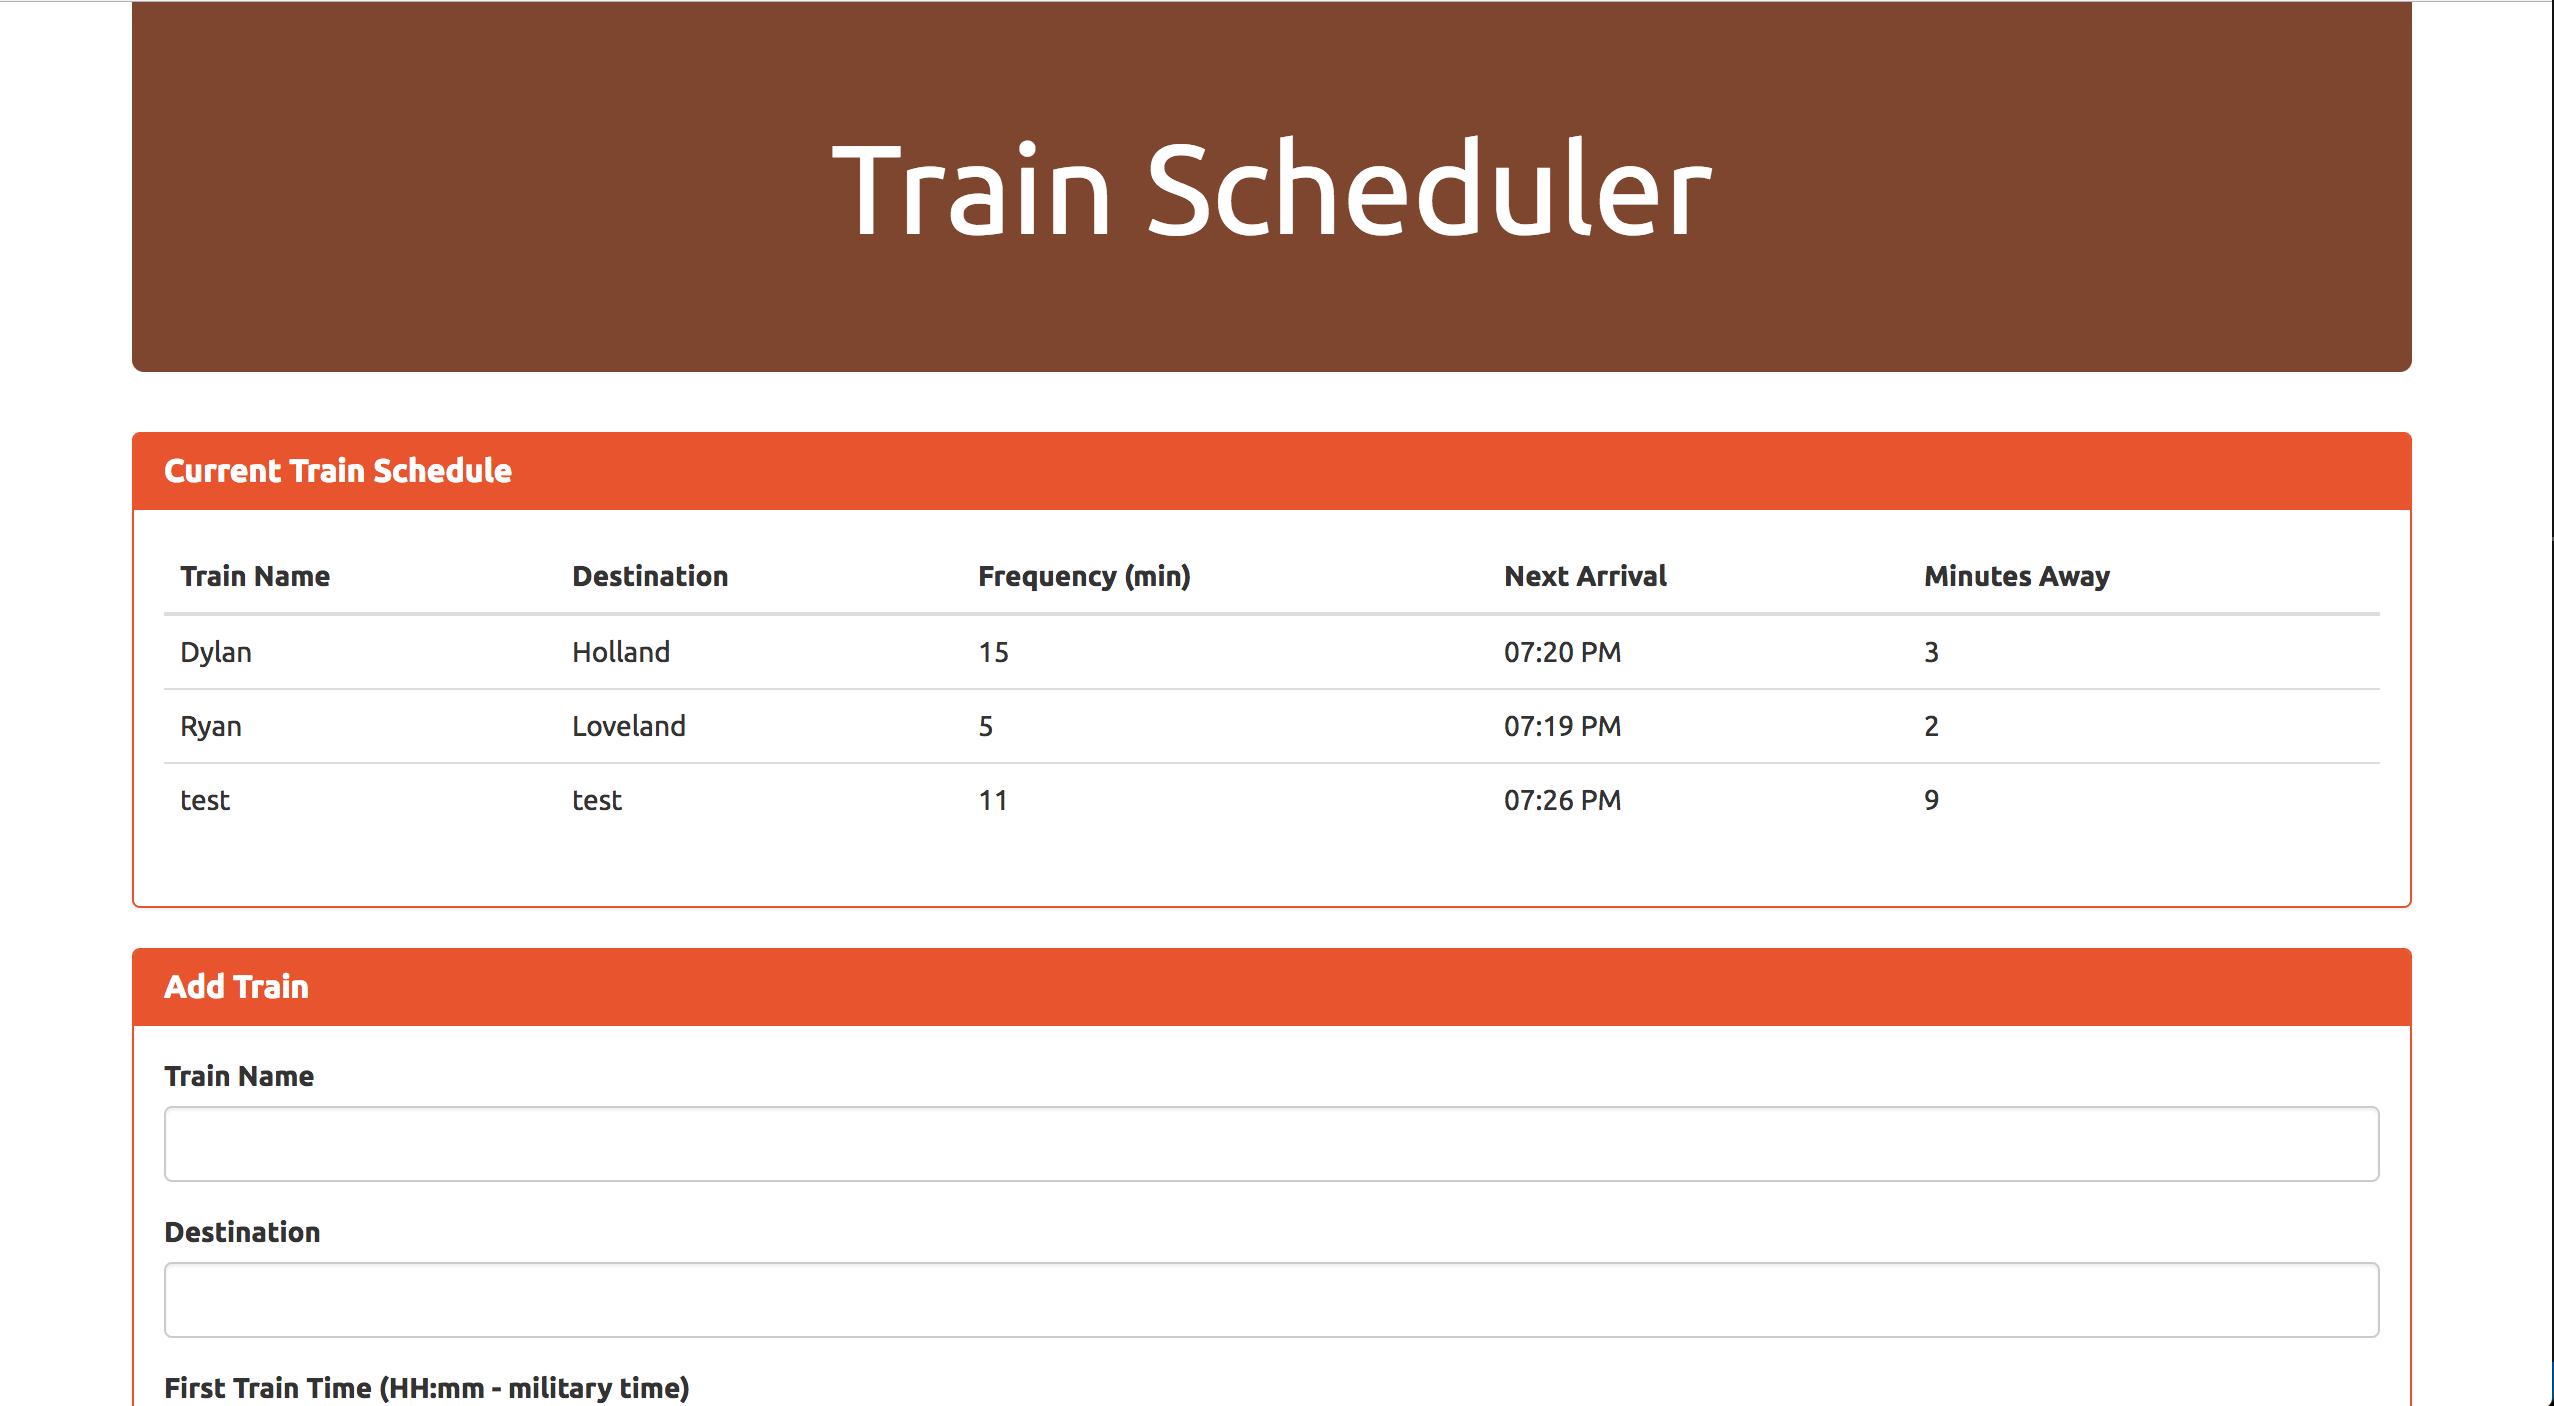 Train Scheduler
Current Train Schedule
Train Name Destination Frequency (min) Next Arrival Minutes Away
Dylan Holland 15 07:20 PM 3
Ryan Loveland 5 07:19 PM 2
test test 11 07:26 PM 9
Add Train
Train Name
Destination
First Train Time (HH:mm - military time)